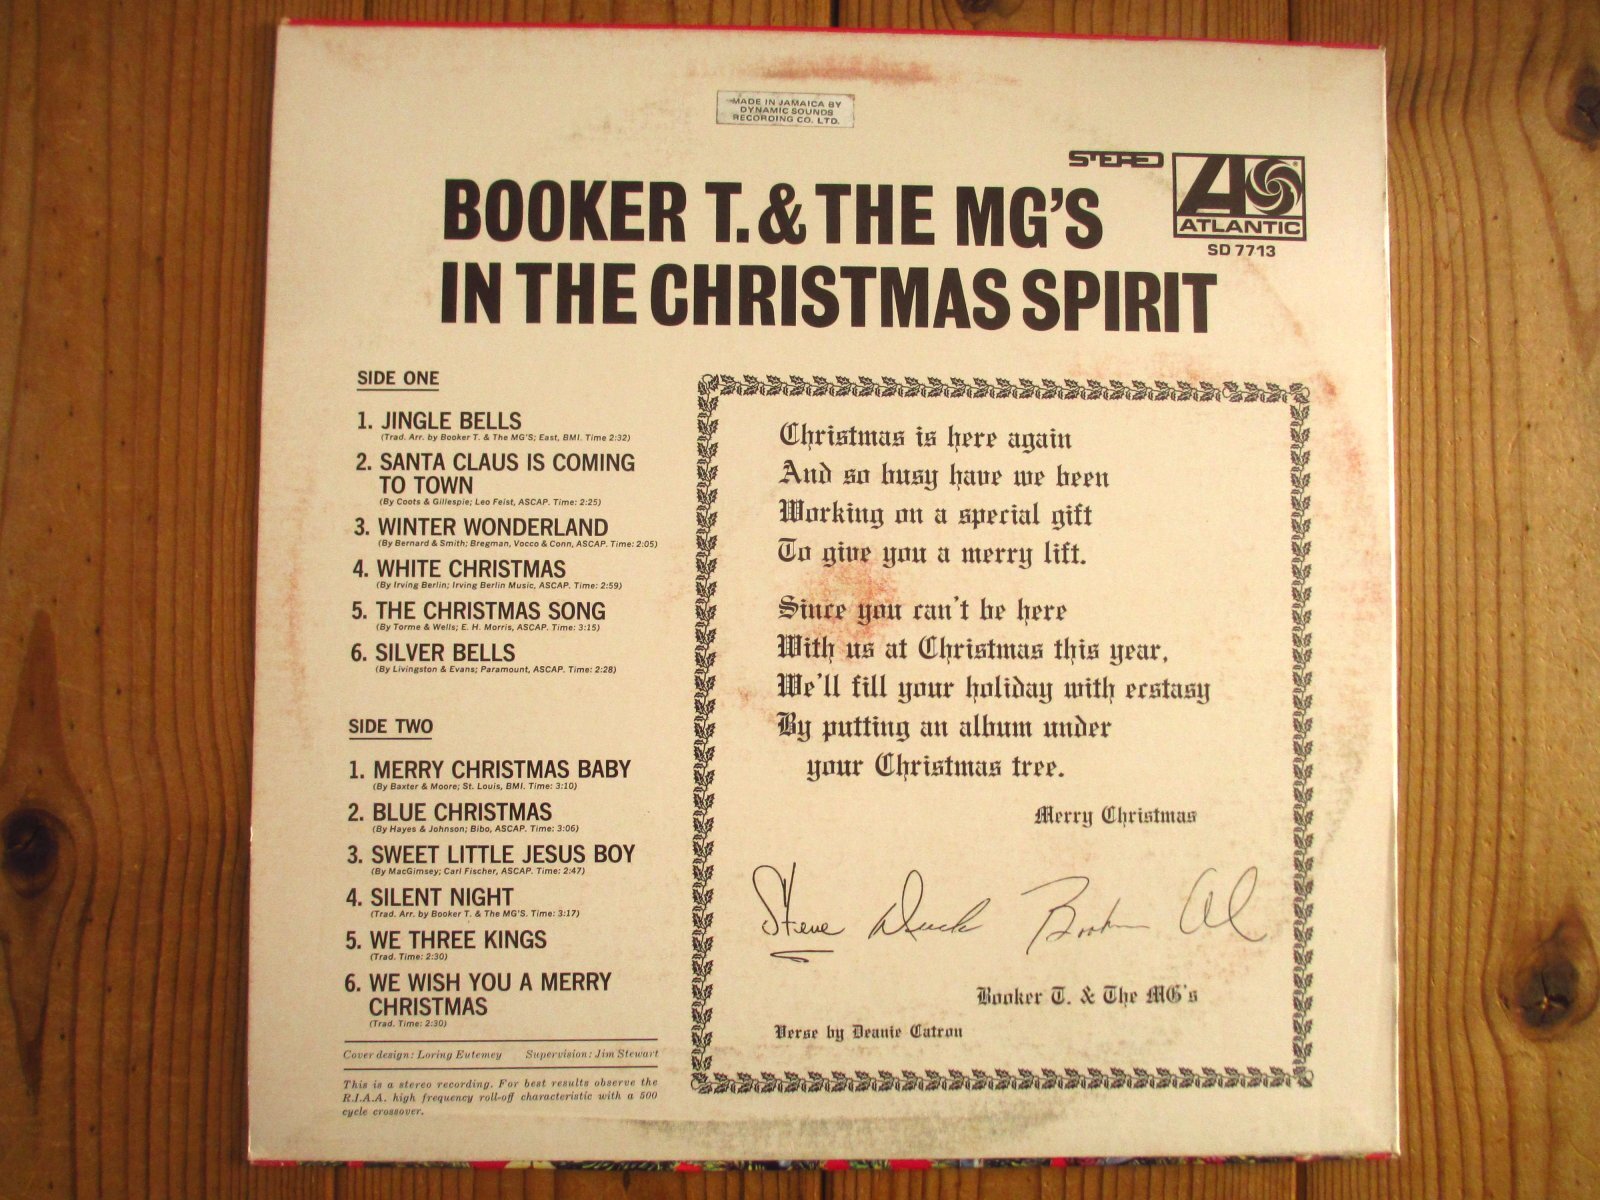 MADE IN JAMAICA BY
DYNAMIC SOUNDS
RECORDING CO. LTD.
STEREO
ATLANTIC
SD 7713
BOOKER T. & THE MG'S
IN THE CHRISTMAS SPIRIT
SIDE ONE
1. JINGLE BELLS
(Trad. Arr. by Booker T. & The MG'S; East, BMI. Time 2:32)
2. SANTA CLAUS IS COMING
TO TOWN
(By Coots & Gillespie; Leo Feist, ASCAP. Time: 2:25)
3. WINTER WONDERLAND
(By Bernard & Smith; Bregman, Vocco & Conn, ASCAP. Time: 2:05)
4. WHITE CHRISTMAS
(By Irving Berlin; Irving Berlin Music, ASCAP. Time: 2:59)
5. THE CHRISTMAS SONG
(By Torme & Wells; E. H. Morris, ASCAP. Time: 3:15)
6. SILVER BELLS
(By Livingston & Evans; Paramount, ASCAP. Time: 2:28)
SIDE TWO
1. MERRY CHRISTMAS BABY
(By Baxter & Moore; St. Louis, BMI. Time: 3:10)
2. BLUE CHRISTMAS
(By Hayes & Johnson; Bibo, ASCAP. Time: 3:06)
3. SWEET LITTLE JESUS BOY
(By MacGimsey; Carl Fischer, ASCAP. Time: 2:47)
4. SILENT NIGHT
(Trad. Arr. by Booker T. & The MG'S. Time: 3:17)
5. WE THREE KINGS
(Trad. Time: 2:30)
6. WE WISH YOU A MERRY
CHRISTMAS
(Trad. Time: 2:30)
Cover design: Loring Eutemey Supervision: Jim Stewart
This is a stereo recording. For best results observe the
R.I.A.A. high frequency roll-off characteristic with a 500
cycle crossover.
Christmas is here again
And so busy have we been
Working on a special gift
To give you a merry lift.
Since you can't be here
With us at Christmas this year,
We'll fill your holiday with ecstasy
By putting an album under
your Christmas tree.
Merry Christmas
Steve Duck Booker Al
Booker T. & The MG's
Verse by Deanie Catron